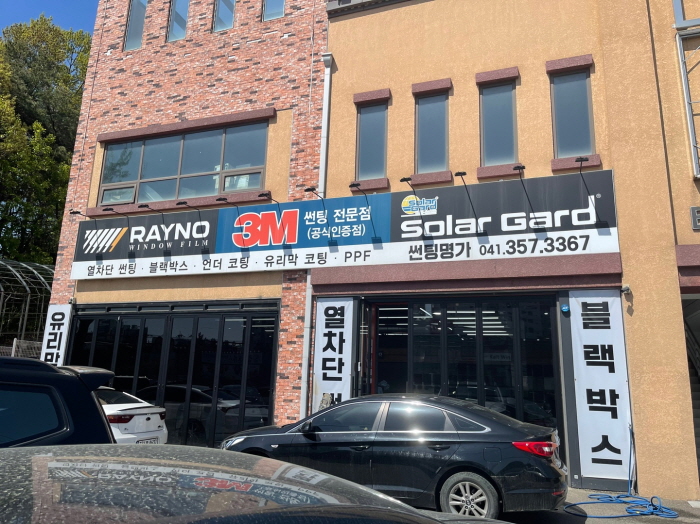 RAYNO
WINDOW FILM
3M 썬팅 전문점
(공식인증점)
Solar Gard
Solar Gard
썬팅명가 041.357.3367
열차단 썬팅 · 블랙박스 · 언더 코팅 · 유리막 코팅 · PPF
유리막
열차단
블랙박스